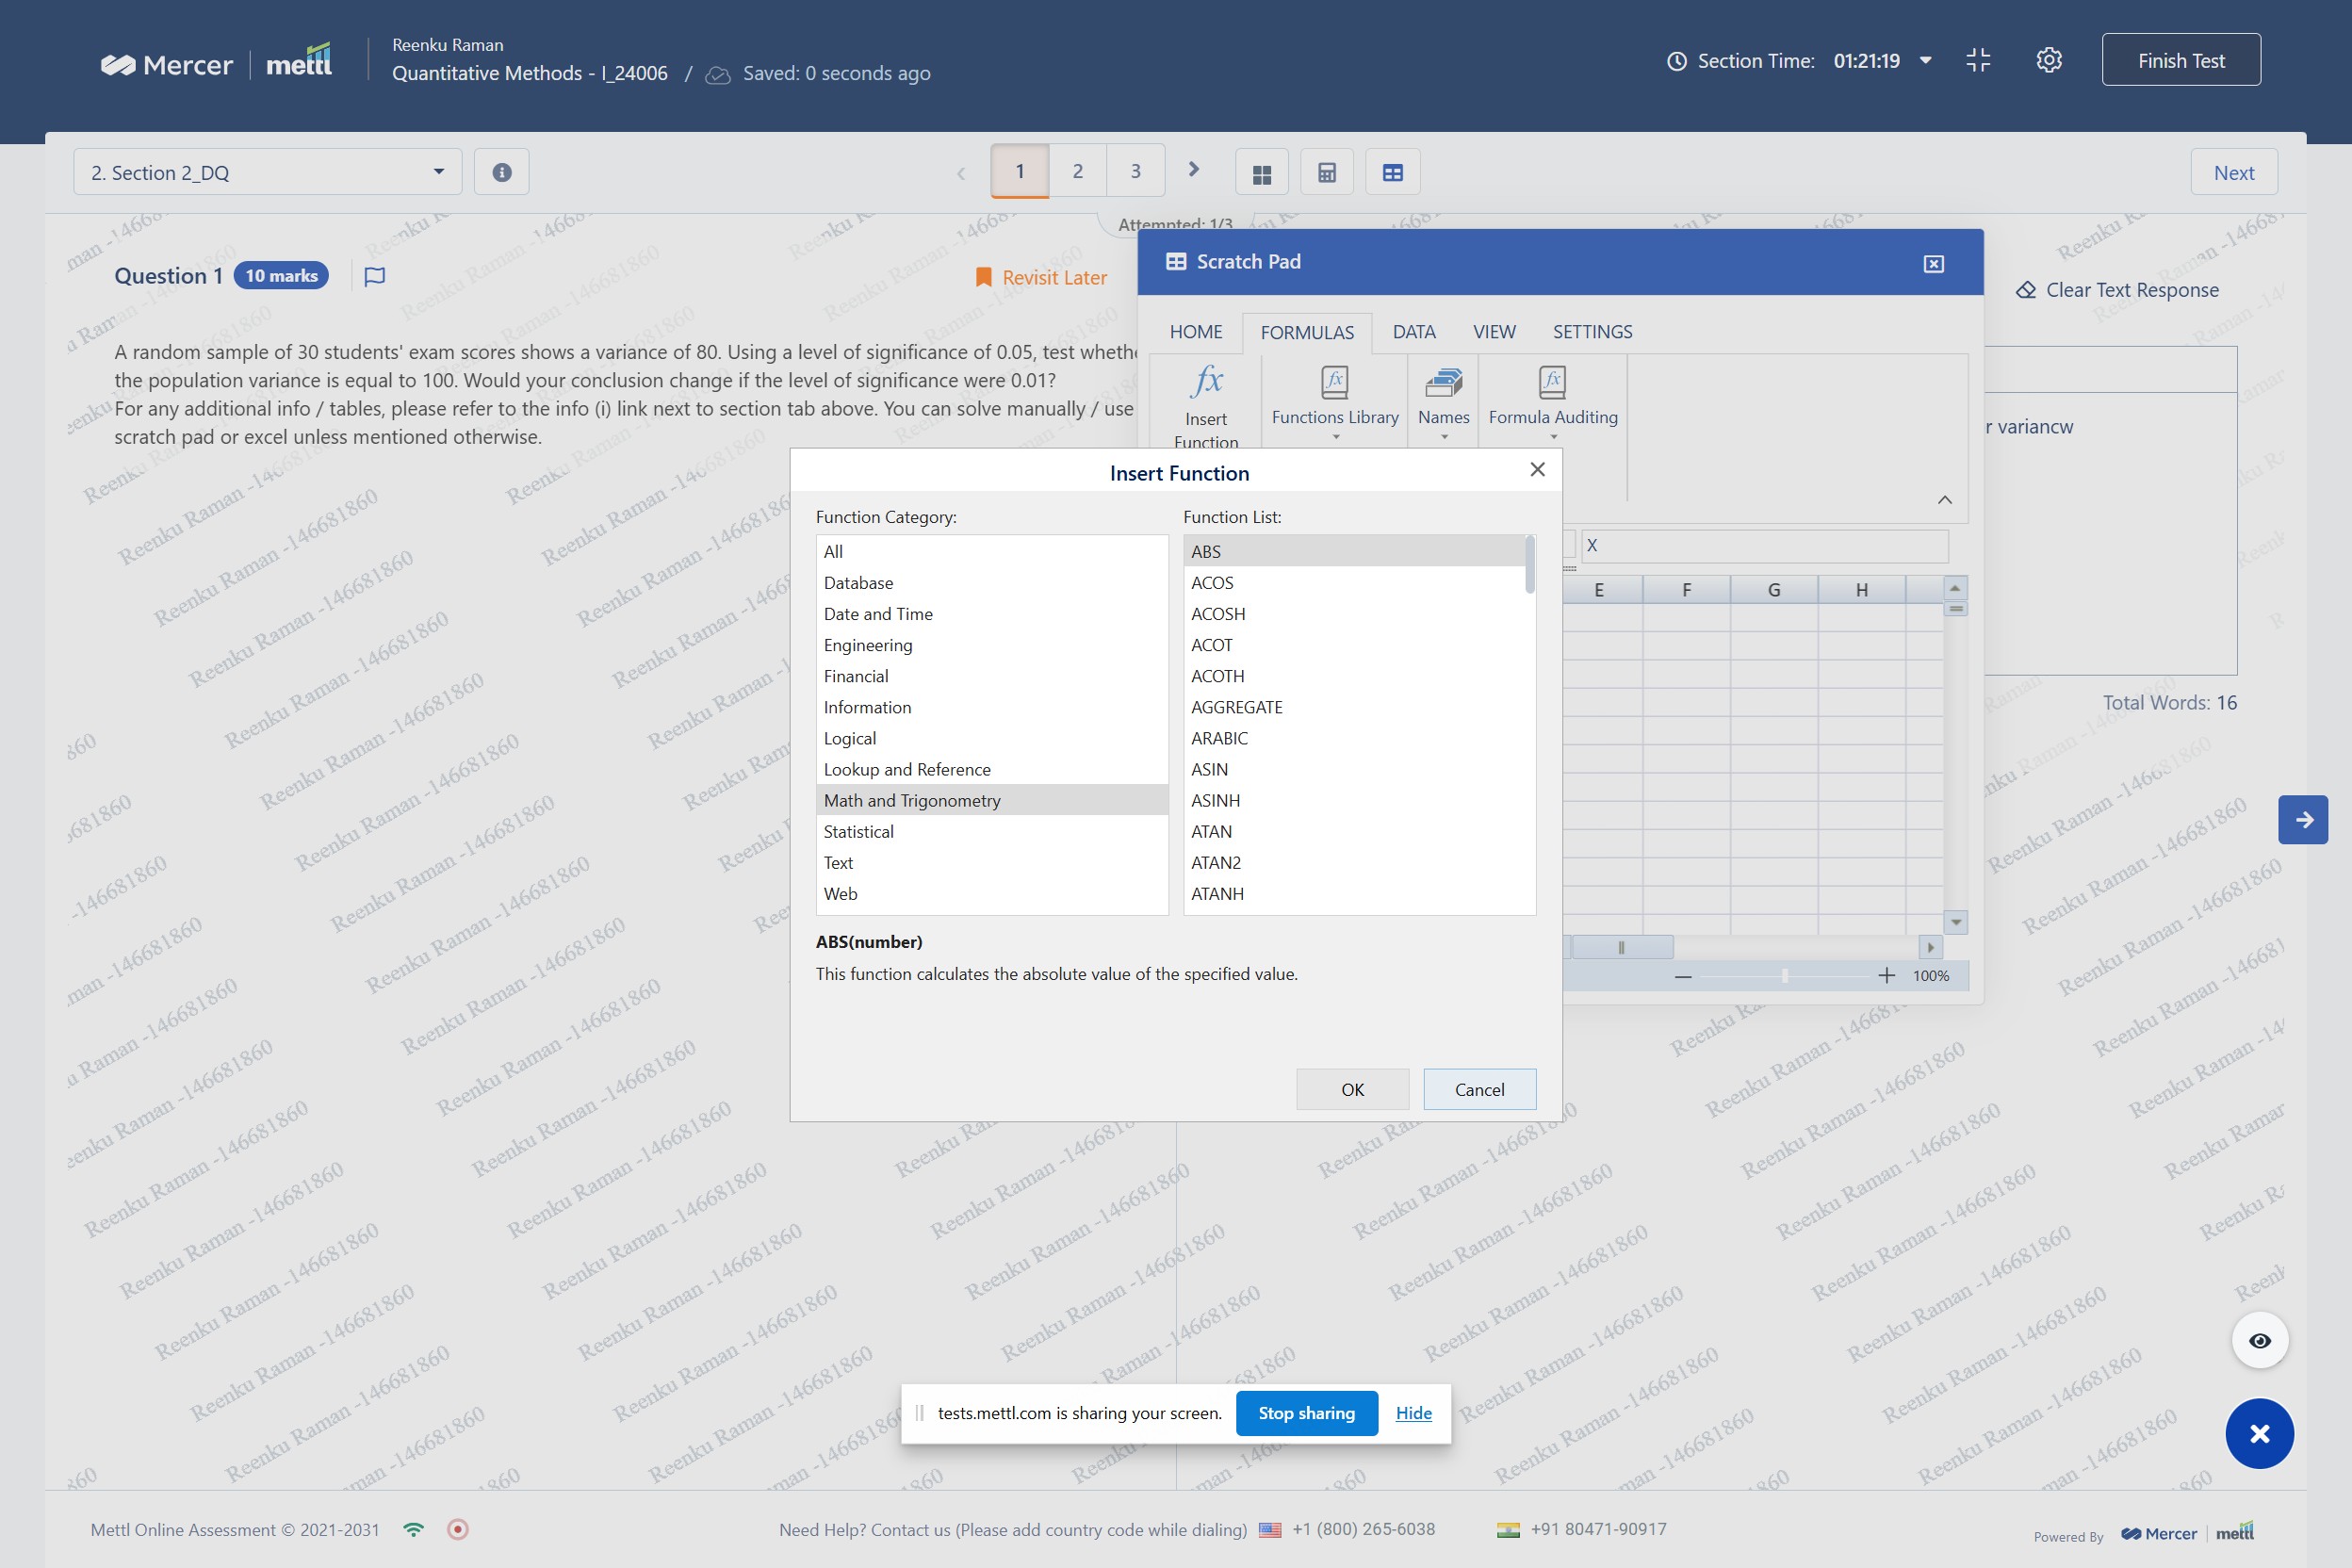 Mercer | mettl
Reenku Raman
Quantitative Methods - I_24006 / Saved: 0 seconds ago
Section Time: 01:21:19
Finish Test
2. Section 2_DQ
1 2 3
Next
Attempted: 1/3
Question 1 10 marks
Revisit Later
A random sample of 30 students' exam scores shows a variance of 80. Using a level of significance of 0.05, test
the population variance is equal to 100. Would your conclusion change if the level of significance were 0.01?
For any additional info / tables, please refer to the info (i) link next to section tab above. You can solve manually / use
scratch pad or excel unless mentioned otherwise.
Scratch Pad
HOME FORMULAS DATA VIEW SETTINGS
fx fx fx
Insert Function
Functions Library
Names
Formula Auditing
X
E F G H
100%
Clear Text Response
r variancw
Total Words: 16
Insert Function
Function Category:
All
Database
Date and Time
Engineering
Financial
Information
Logical
Lookup and Reference
Math and Trigonometry
Statistical
Text
Web
Function List:
ABS
ACOS
ACOSH
ACOT
ACOTH
AGGREGATE
ARABIC
ASIN
ASINH
ATAN
ATAN2
ATANH
ABS(number)
This function calculates the absolute value of the specified value.
OK Cancel
Reenku Raman -146681860
tests.mettl.com is sharing your screen. Stop sharing Hide
Mettl Online Assessment © 2021-2031
Need Help? Contact us (Please add country code while dialing) +1 (800) 265-6038 +91 80471-90917
Powered By Mercer | mettl